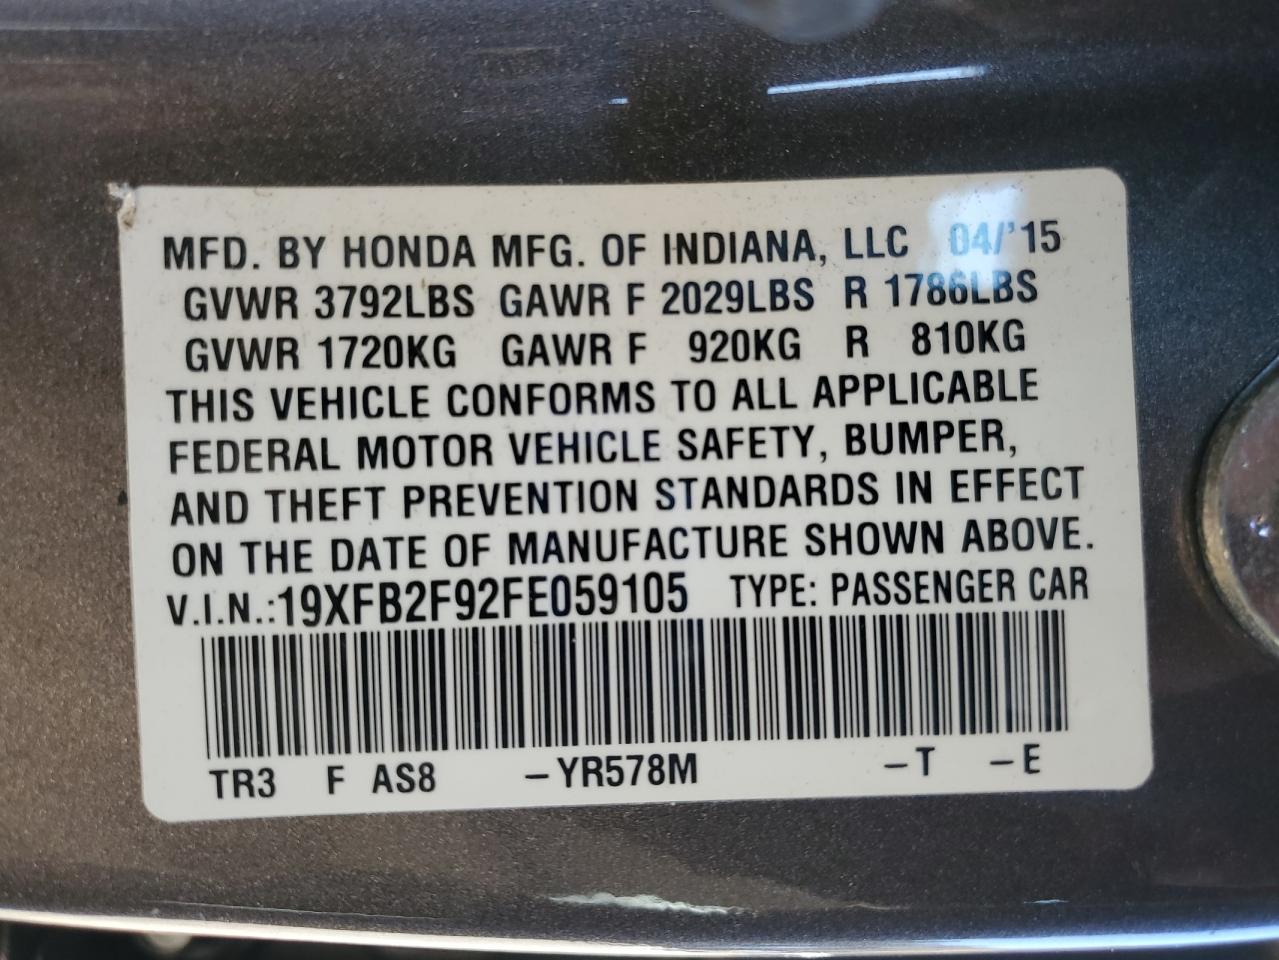 MFD. BY HONDA MFG. OF INDIANA, LLC 04/'15
GVWR 3792LBS GAWR F 2029LBS R 1786LBS
GVWR 1720KG GAWR F 920KG R 810KG
THIS VEHICLE CONFORMS TO ALL APPLICABLE
FEDERAL MOTOR VEHICLE SAFETY, BUMPER,
AND THEFT PREVENTION STANDARDS IN EFFECT
ON THE DATE OF MANUFACTURE SHOWN ABOVE.
V.I.N.:19XFB2F92FE059105 TYPE: PASSENGER CAR
TR3 F AS8 –YR578M –T –E